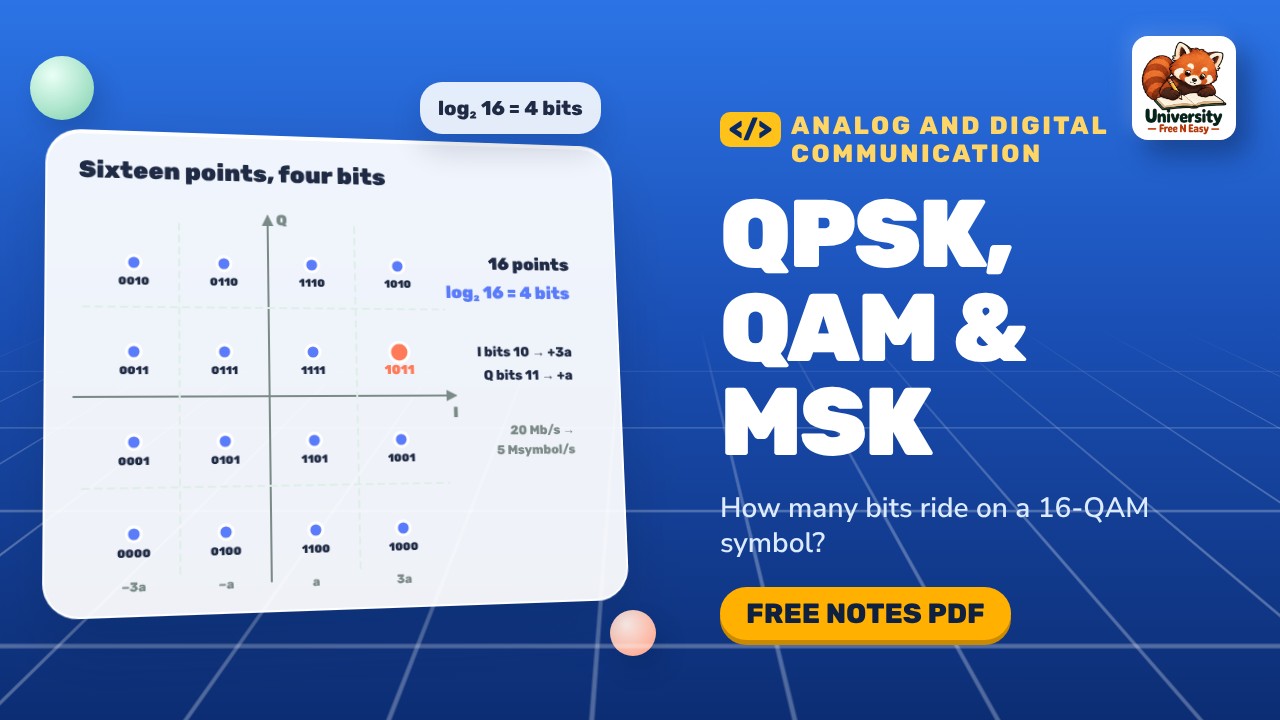 log₂ 16 = 4 bits
Sixteen points, four bits
Q
0010 0110 1110 1010
16 points
log₂ 16 = 4 bits
0011 0111 1111 1011
I bits 10 → +3a
Q bits 11 → +a
I
0001 0101 1101 1001
20 Mb/s →
5 Msymbol/s
0000 0100 1100 1000
−3a −a a 3a
</> ANALOG AND DIGITAL
COMMUNICATION
QPSK,
QAM &
MSK
How many bits ride on a 16-QAM
symbol?
FREE NOTES PDF
University
Free N Easy